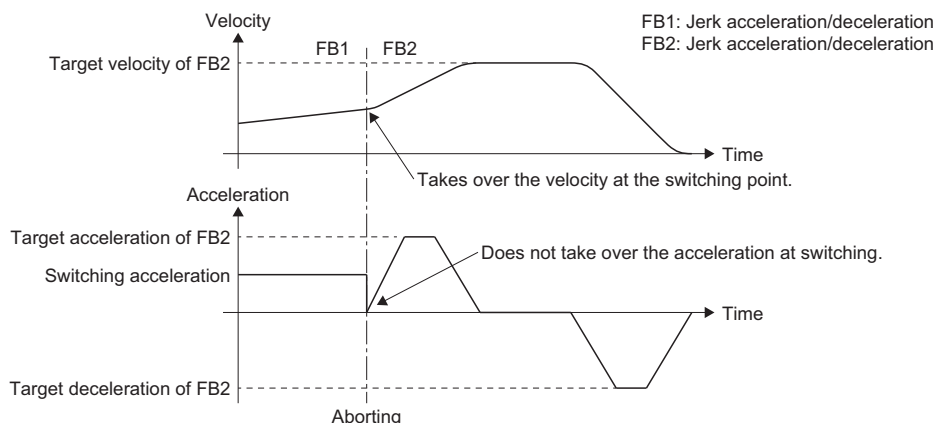 Velocity
FB1: Jerk acceleration/deceleration
FB2: Jerk acceleration/deceleration
FB1
FB2
Target velocity of FB2
Time
Takes over the velocity at the switching point.
Acceleration
Target acceleration of FB2
Does not take over the acceleration at switching.
Switching acceleration
Time
Target deceleration of FB2
Aborting